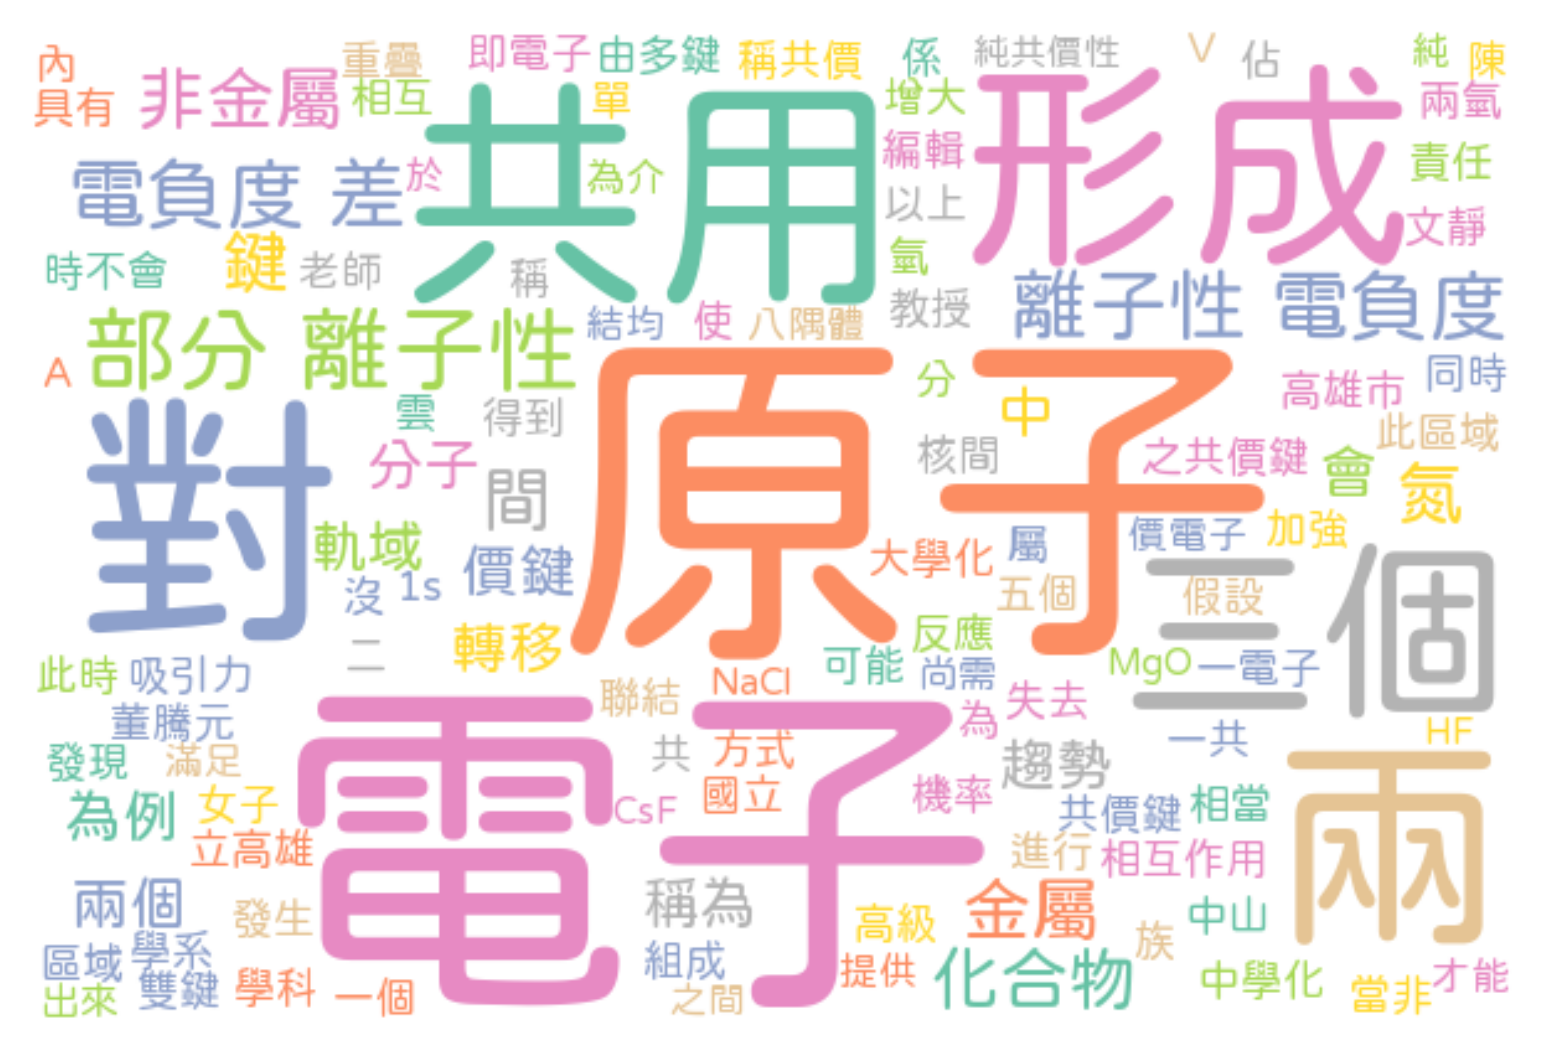 內
重疊
即電子
由多鍵
稱共價
係
純共價性
V
佔
純
陳
具有
非金屬
相互
單
增大
兩氫
共用
形成
編輯
電負度 差
於
為介
以上
責任
文靜
時不會
鍵
老師
稱
氫
教授
離子性 電負度
部分 離子性
結均
使
八隅體
A
原子
分
中
高雄市
同時
對
雲
得到
核間
之共價鍵
此區域
分子
間
會
氮
軌域
價鍵
大學化
屬
價電子
加強
沒
1s
五個
假設
三個
二
轉移
反應
此時
吸引力
NaCl
可能
尚需
MgO
一電子
聯結
失去
董騰元
電子
為
一共
HF
發現
滿足
共
方式
趨勢
兩
為例
女子
CsF
國立
機率
共價鍵
相當
立高雄
進行
相互作用
兩個
發生
稱為
高級
金屬
族
中山
區域
學系
組成
提供
化合物
中學化
才能
出來
雙鍵
學科
一個
之間
當非